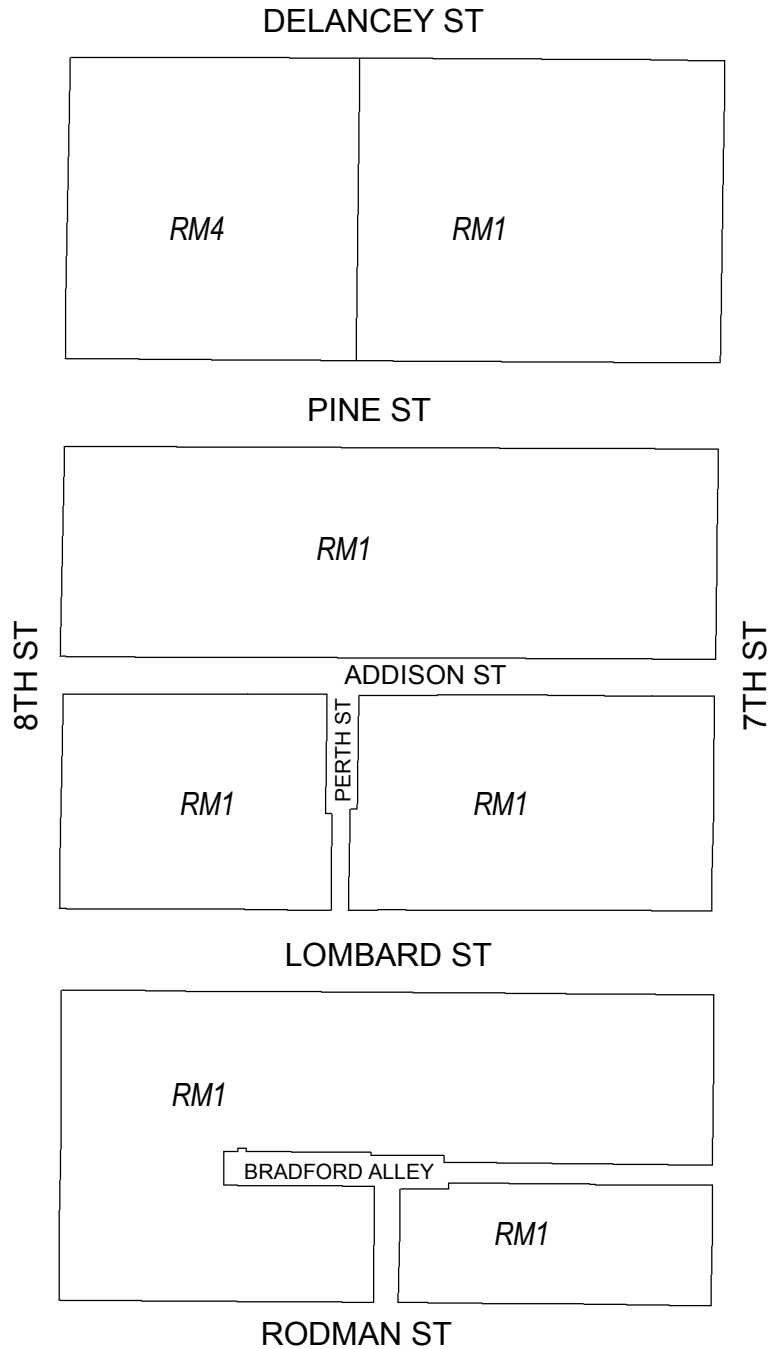 DELANCEY ST
RM4
RM1
PINE ST
RM1
8TH ST
7TH ST
ADDISON ST
PERTH ST
RM1
RM1
LOMBARD ST
RM1
BRADFORD ALLEY
RM1
RODMAN ST